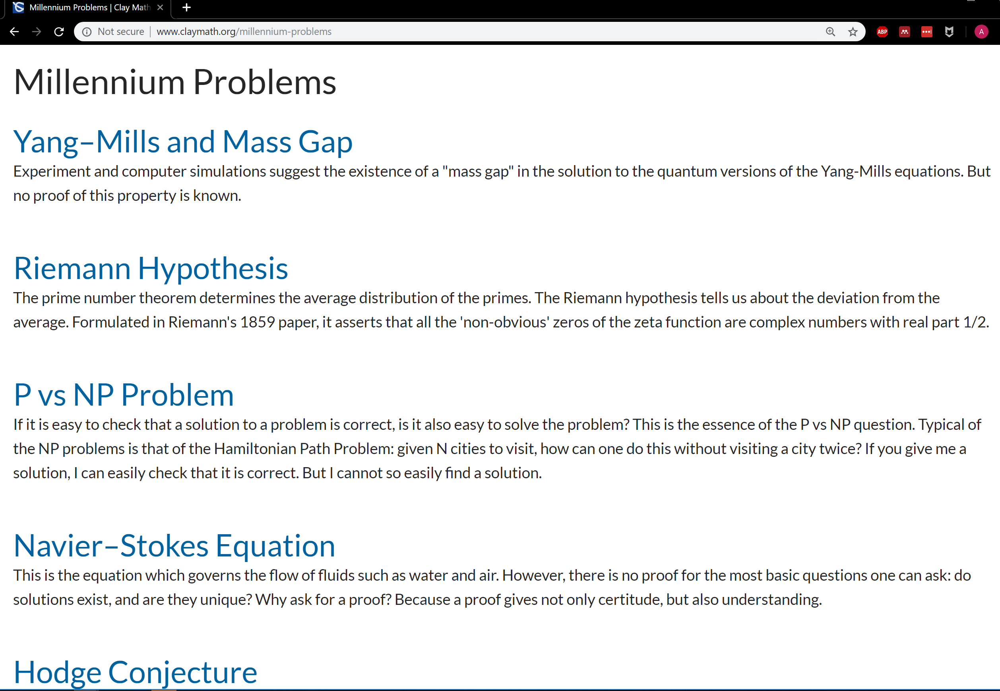 Millennium Problems | Clay Math
Not secure | www.claymath.org/millennium-problems
ABP
A
Millennium Problems
Yang–Mills and Mass Gap
Experiment and computer simulations suggest the existence of a "mass gap" in the solution to the quantum versions of the Yang-Mills equations. But
no proof of this property is known.
Riemann Hypothesis
The prime number theorem determines the average distribution of the primes. The Riemann hypothesis tells us about the deviation from the
average. Formulated in Riemann's 1859 paper, it asserts that all the 'non-obvious' zeros of the zeta function are complex numbers with real part 1/2.
P vs NP Problem
If it is easy to check that a solution to a problem is correct, is it also easy to solve the problem? This is the essence of the P vs NP question. Typical of
the NP problems is that of the Hamiltonian Path Problem: given N cities to visit, how can one do this without visiting a city twice? If you give me a
solution, I can easily check that it is correct. But I cannot so easily find a solution.
Navier–Stokes Equation
This is the equation which governs the flow of fluids such as water and air. However, there is no proof for the most basic questions one can ask: do
solutions exist, and are they unique? Why ask for a proof? Because a proof gives not only certitude, but also understanding.
Hodge Conjecture